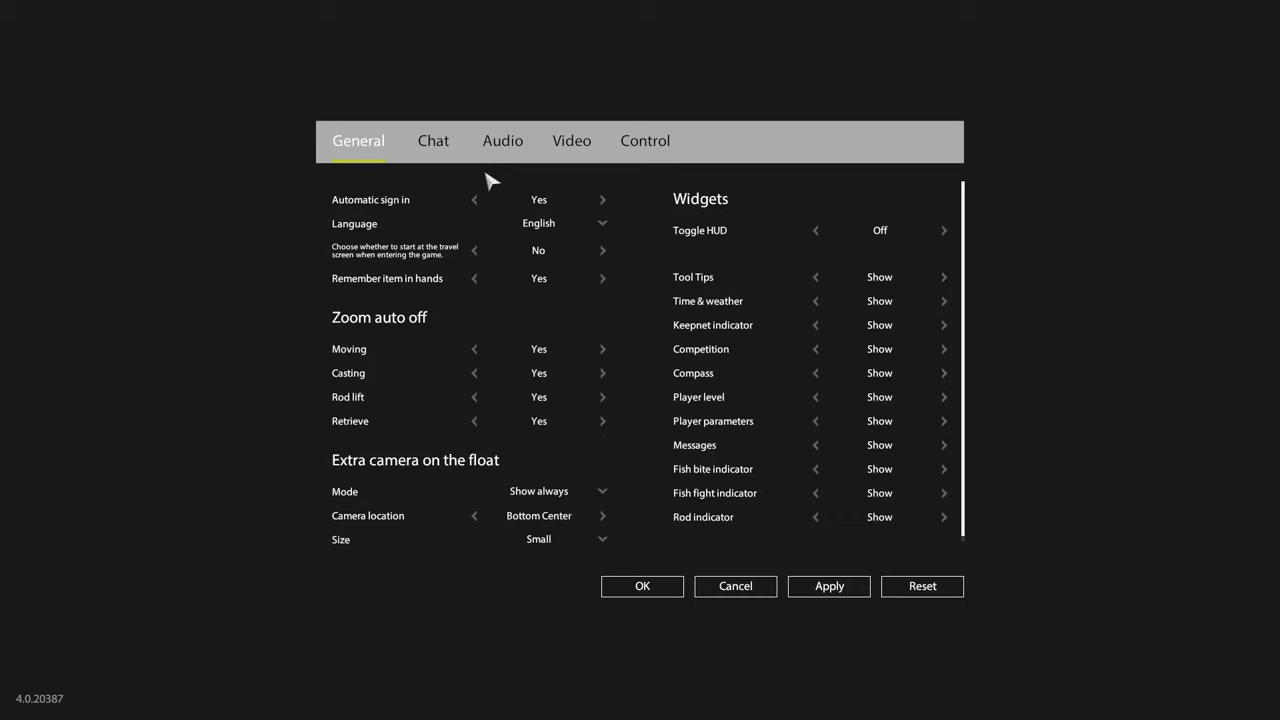 General Chat Audio Video Control
Automatic sign in Yes
Language English
Choose whether to start at the travel
screen when entering the game. No
Remember item in hands Yes
Zoom auto off
Moving Yes
Casting Yes
Rod lift Yes
Retrieve Yes
Extra camera on the float
Mode Show always
Camera location Bottom Center
Size Small
Widgets
Toggle HUD Off
Tool Tips Show
Time & weather Show
Keepnet indicator Show
Competition Show
Compass Show
Player level Show
Player parameters Show
Messages Show
Fish bite indicator Show
Fish fight indicator Show
Rod indicator Show
OK Cancel Apply Reset
4.0.20387